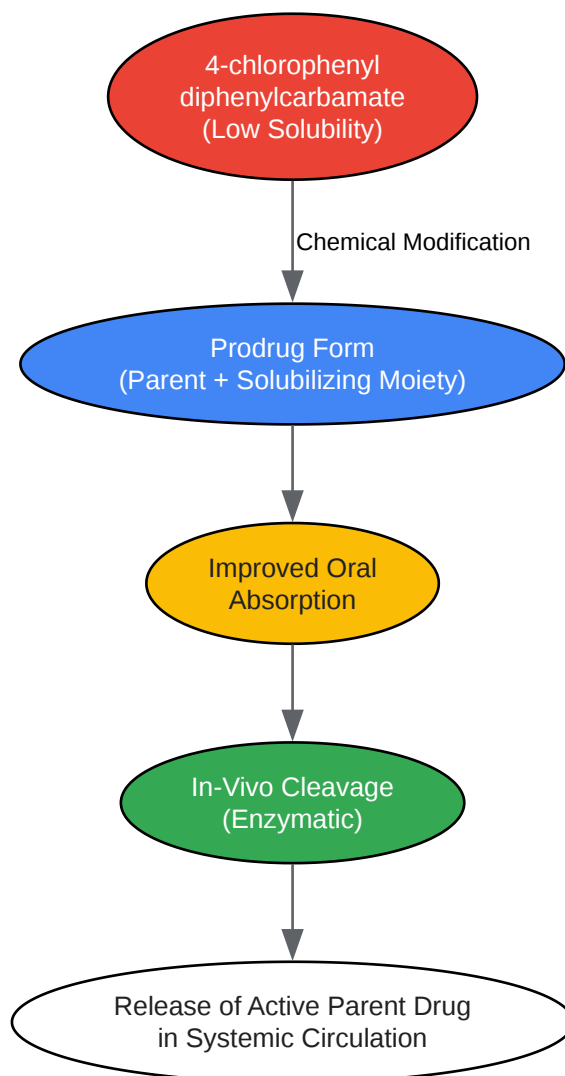 4-chlorophenyl
diphenylcarbamate
(Low Solubility)
Chemical Modification
Prodrug Form
(Parent + Solubilizing Moiety)
Improved Oral
Absorption
In-Vivo Cleavage
(Enzymatic)
Release of Active Parent Drug
in Systemic Circulation